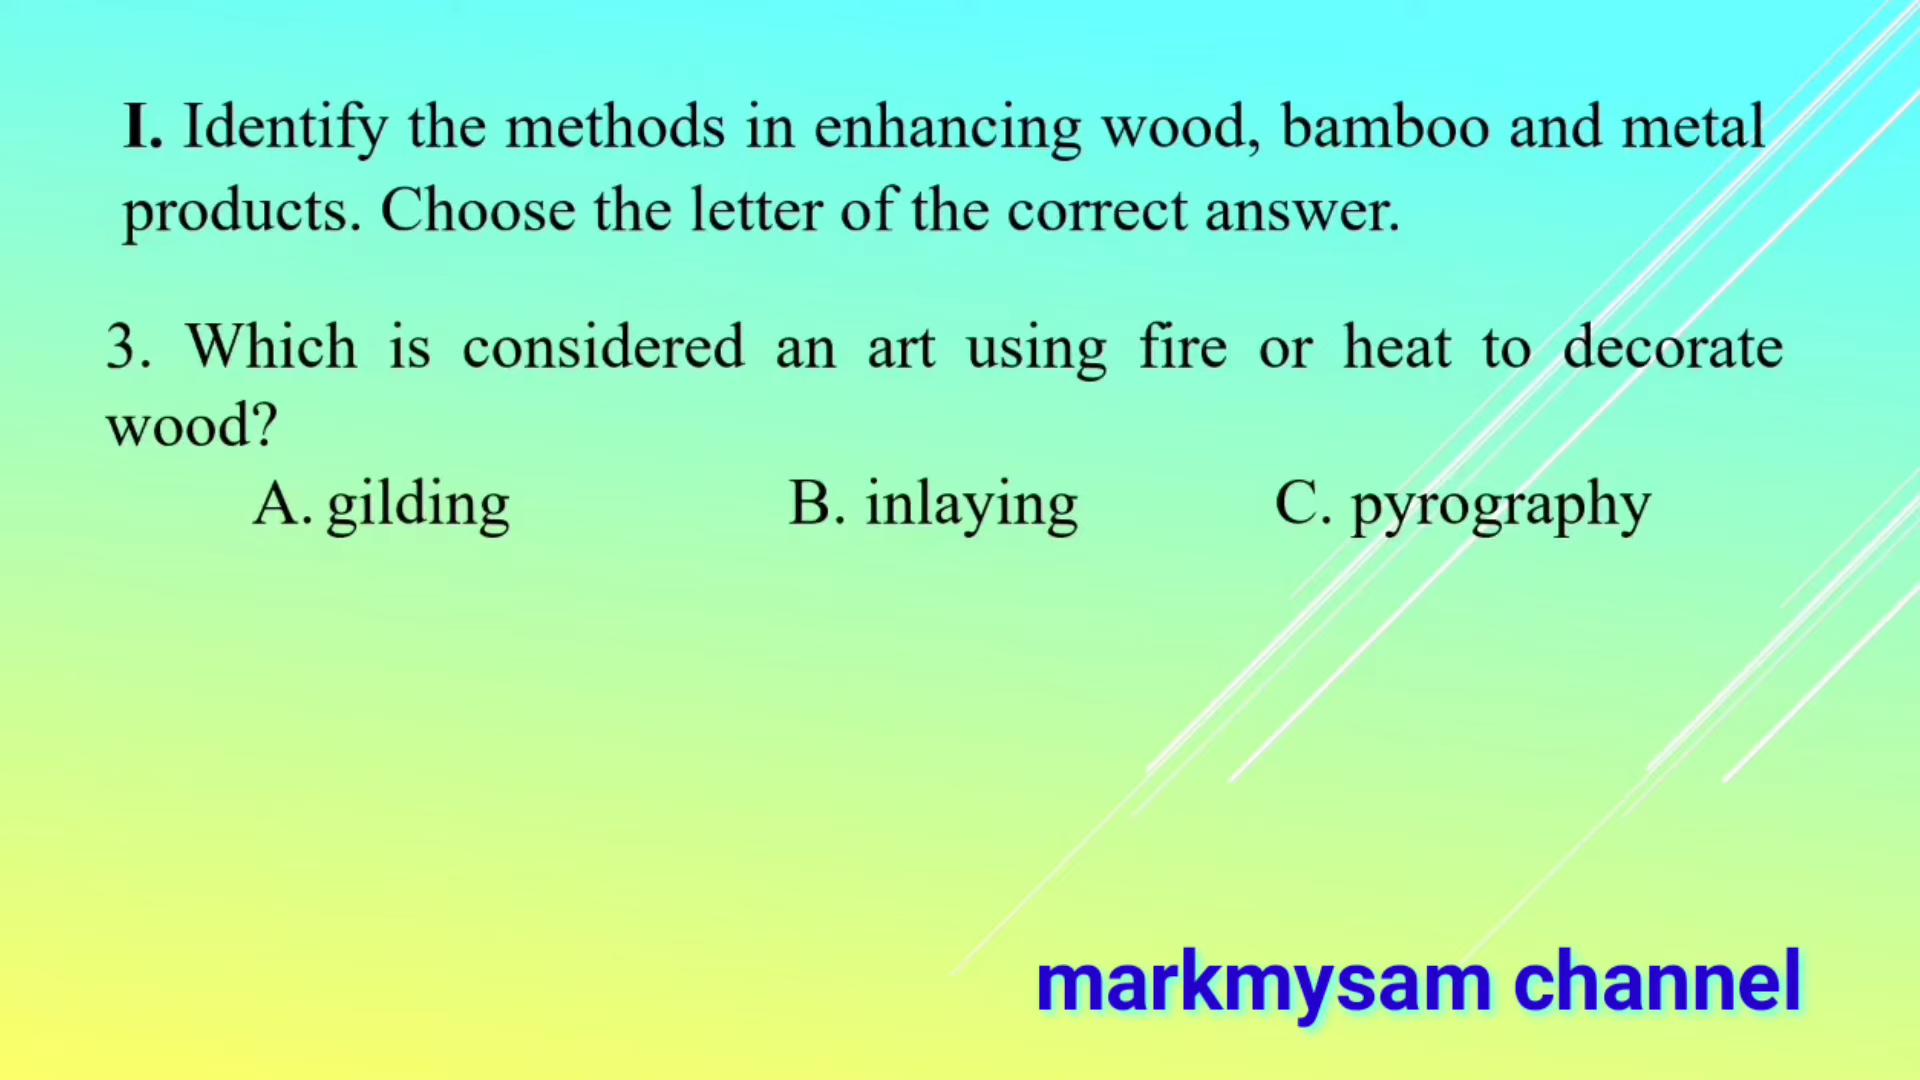 I. Identify the methods in enhancing wood, bamboo and metal
products. Choose the letter of the correct answer.
3. Which is considered an art using fire or heat to decorate
wood?
A. gilding B. inlaying C. pyrography
markmysam channel